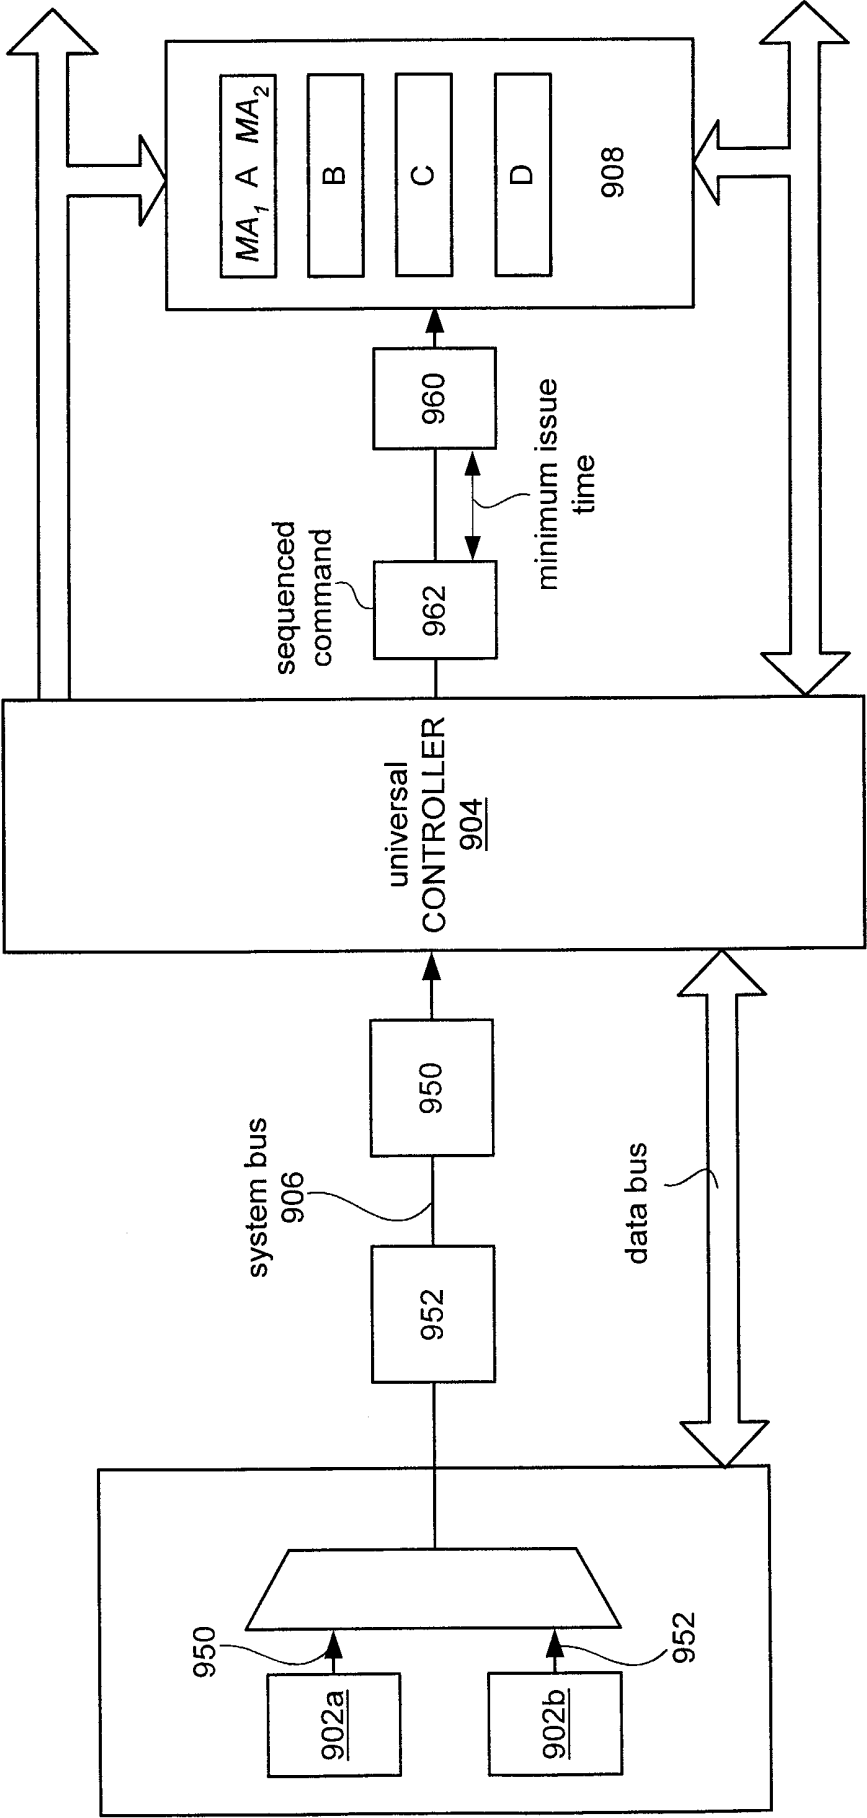 902a
902b
950
952
952
system bus
906
950
data bus
universal
CONTROLLER
904
sequenced
command
962
minimum issue
time
960
MA1 A MA2
B
C
D
908